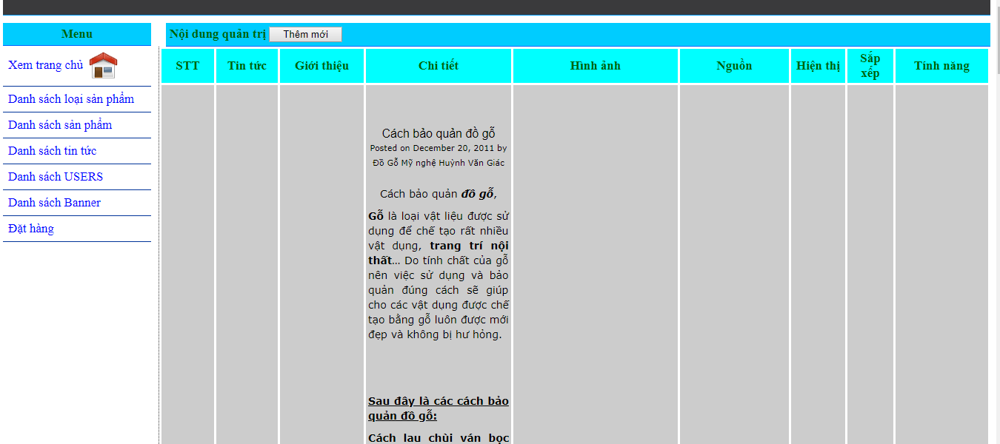 Menu
Xem trang chủ
Danh sách loại sản phẩm
Danh sách sản phẩm
Danh sách tin tức
Danh sách USERS
Danh sách Banner
Đặt hàng
Nội dung quản trị Thêm mới
STT Tin tức Giới thiệu Chi tiết Hình ảnh Nguồn Hiện thị Sắp xếp Tính năng
Cách bảo quản đồ gỗ
Posted on December 20, 2011 by
Đồ Gỗ Mỹ nghệ Huỳnh Văn Giác
Cách bảo quản đồ gỗ,
Gỗ là loại vật liệu được sử
dụng để chế tạo rất nhiều
vật dụng, trang trí nội
thất… Do tính chất của gỗ
nên việc sử dụng và bảo
quản đúng cách sẽ giúp
cho các vật dụng được chế
tạo bằng gỗ luôn được mới
đẹp và không bị hư hỏng.
Sau đây là các cách bảo
quản đồ gỗ:
Cách lau chùi ván bọc